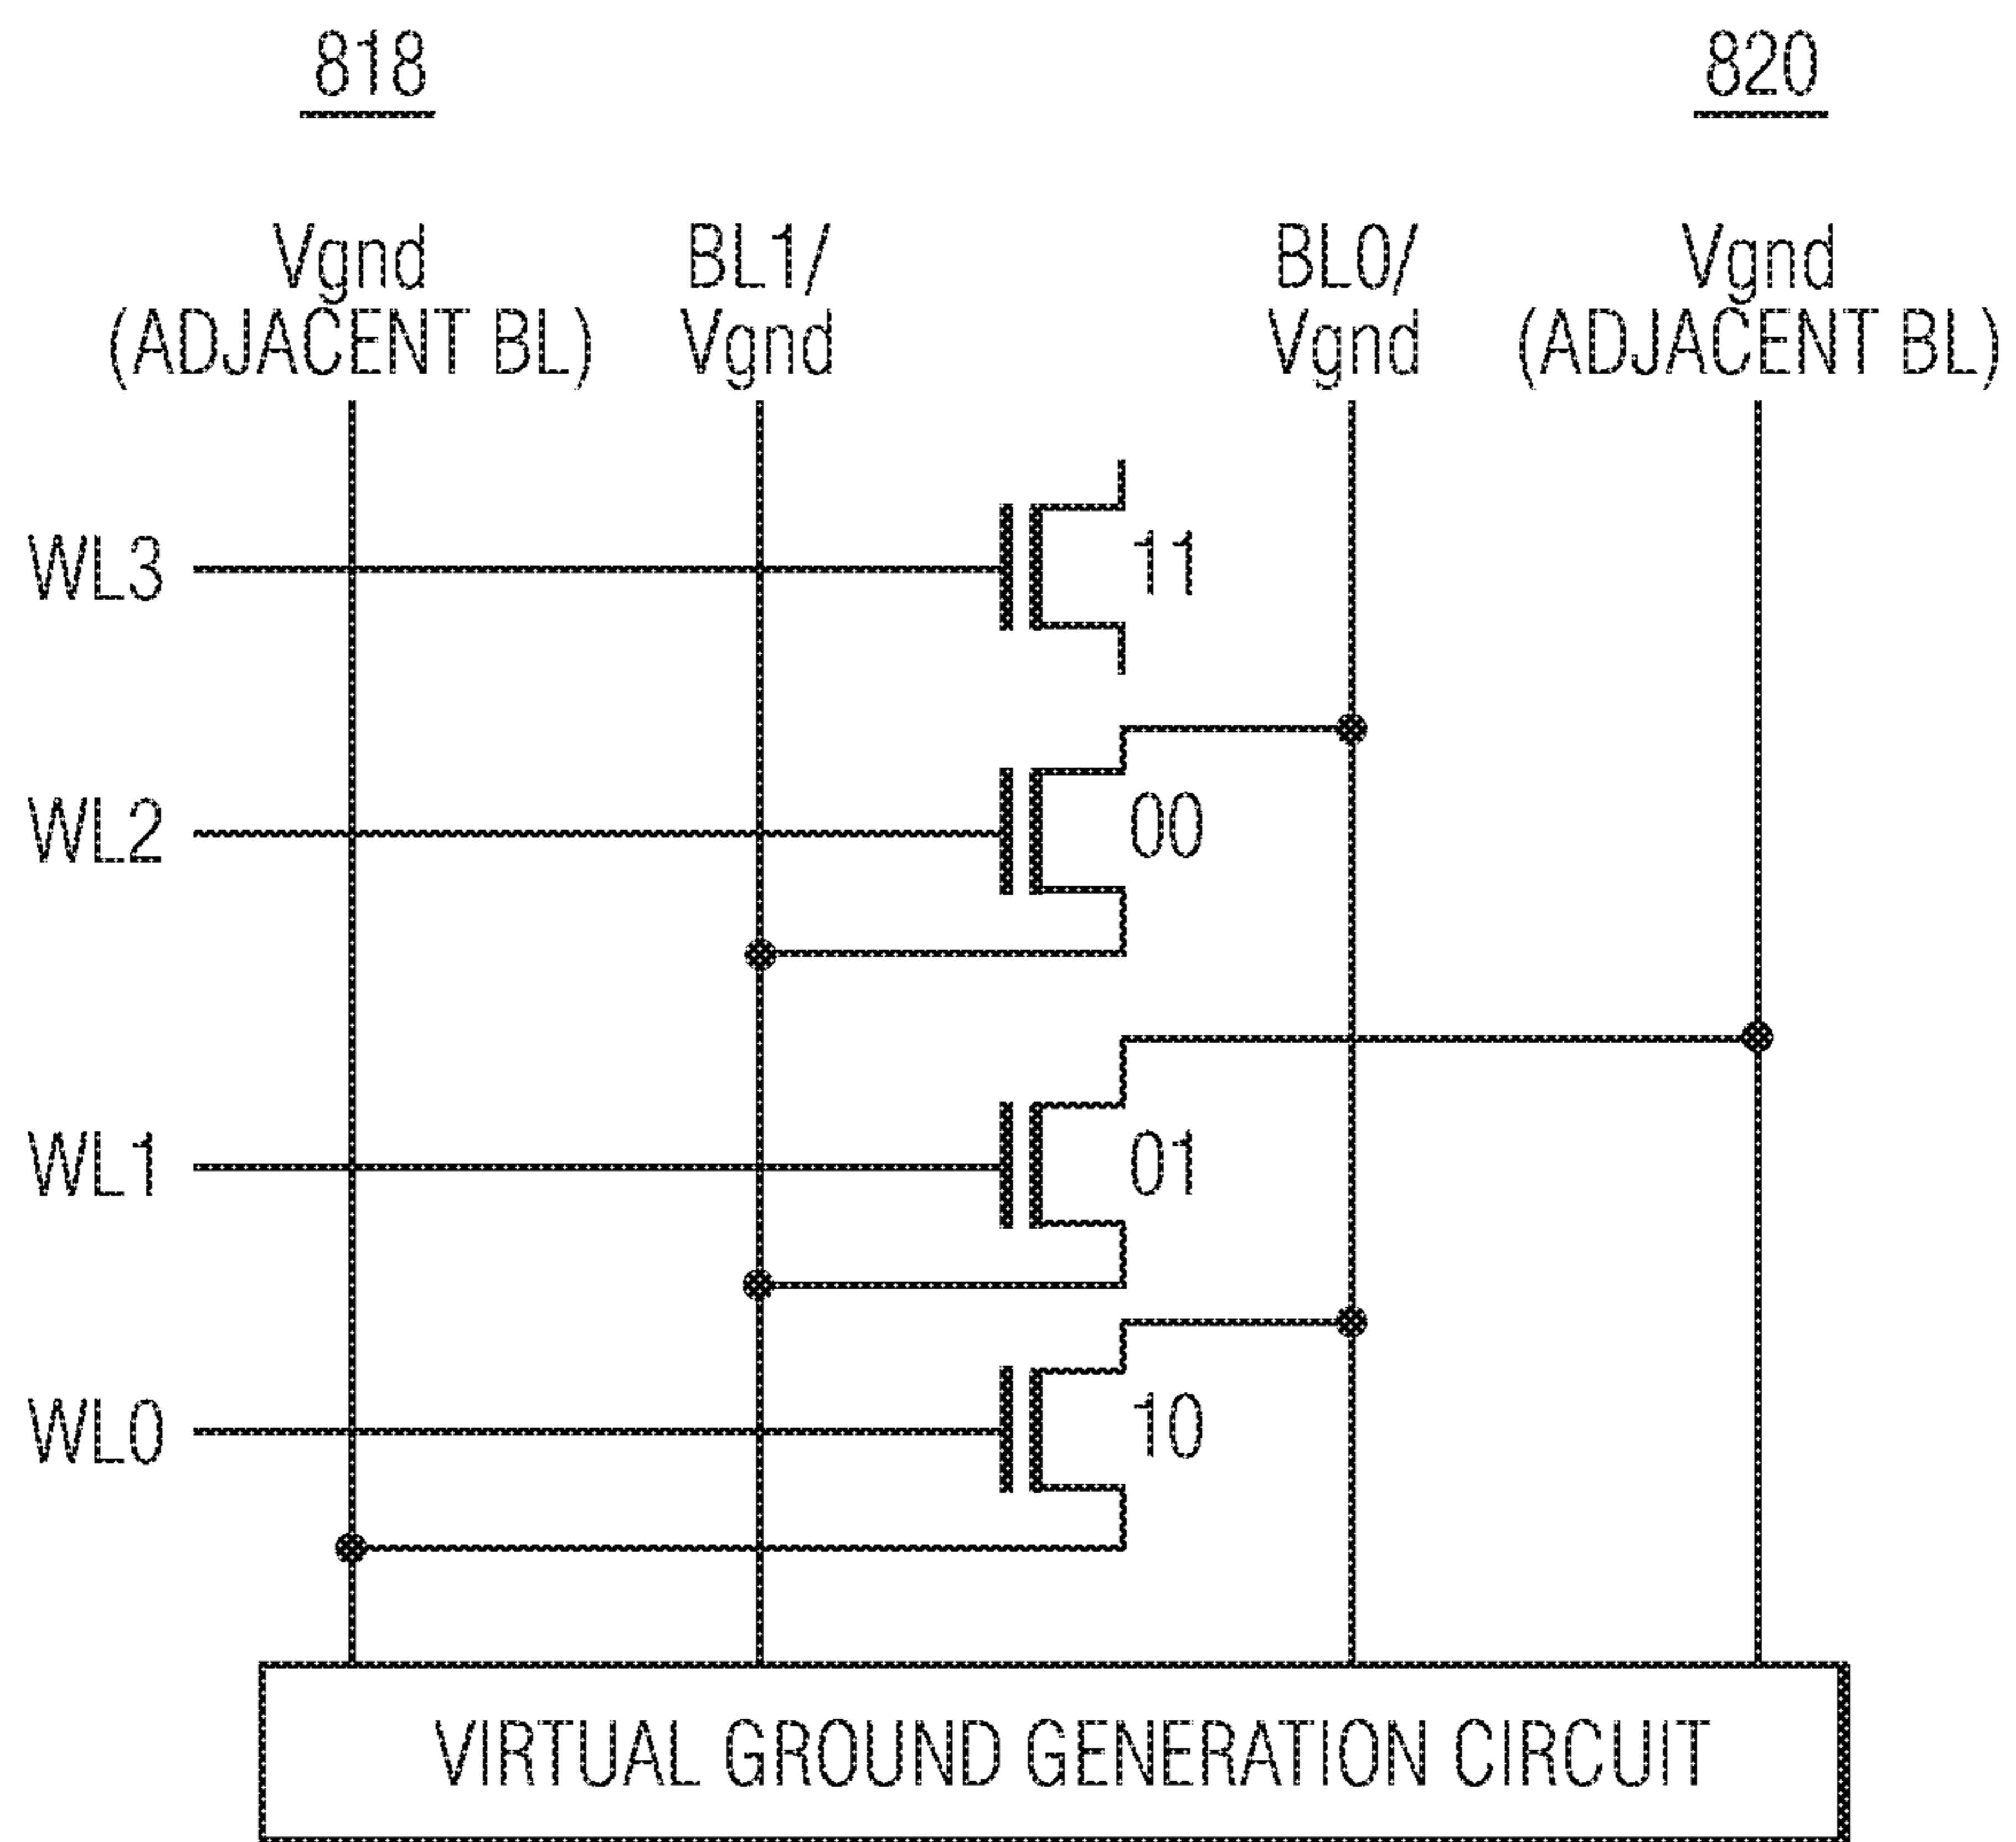 818
820
Vgnd
(ADJACENT BL)
BL1/
Vgnd
BL0/
Vgnd
Vgnd
(ADJACENT BL)
WL3
11
WL2
00
WL1
01
WL0
10
VIRTUAL GROUND GENERATION CIRCUIT